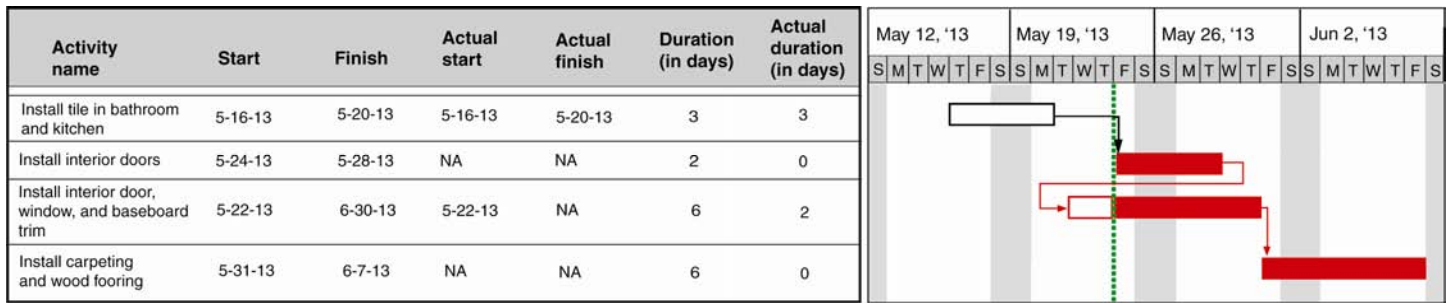 Activity name
Start
Finish
Actual start
Actual finish
Duration (in days)
Actual duration (in days)
May 12, ‘13
May 19, ‘13
May 26, ‘13
Jun 2, ‘13
S M T W T F S S M T W T F S S M T W T F S S M T W T F S
Install tile in bathroom
and kitchen
5-16-13 5-20-13 5-16-13 5-20-13 3 3
Install interior doors 5-24-13 5-28-13 NA NA 2 0
Install interior door,
window, and baseboard
trim
5-22-13 6-30-13 5-22-13 NA 6 2
Install carpeting
and wood fooring
5-31-13 6-7-13 NA NA 6 0